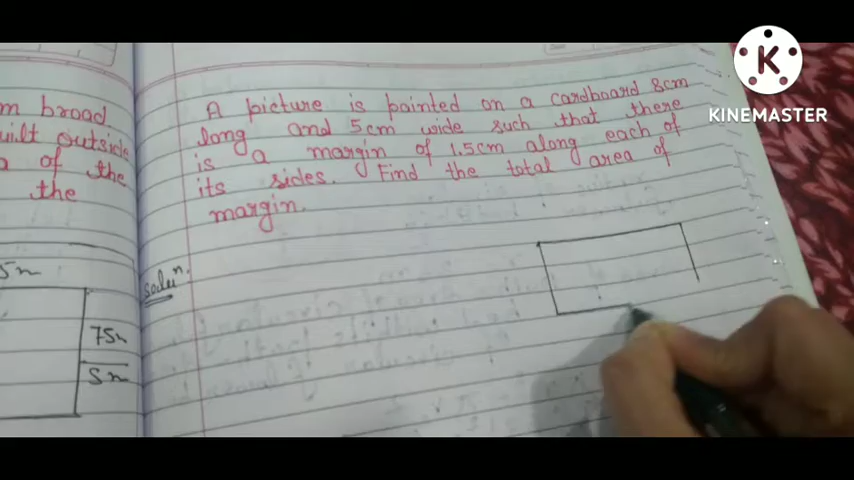 m broad
uilt outside
a of the
the
5m
75m
5m
A picture is painted on a cardboard 8cm
long and 5cm wide such that there
is a margin of 1.5cm along each of
its sides. Find the total area of
margin.
soluⁿ.
K
KINEMASTER